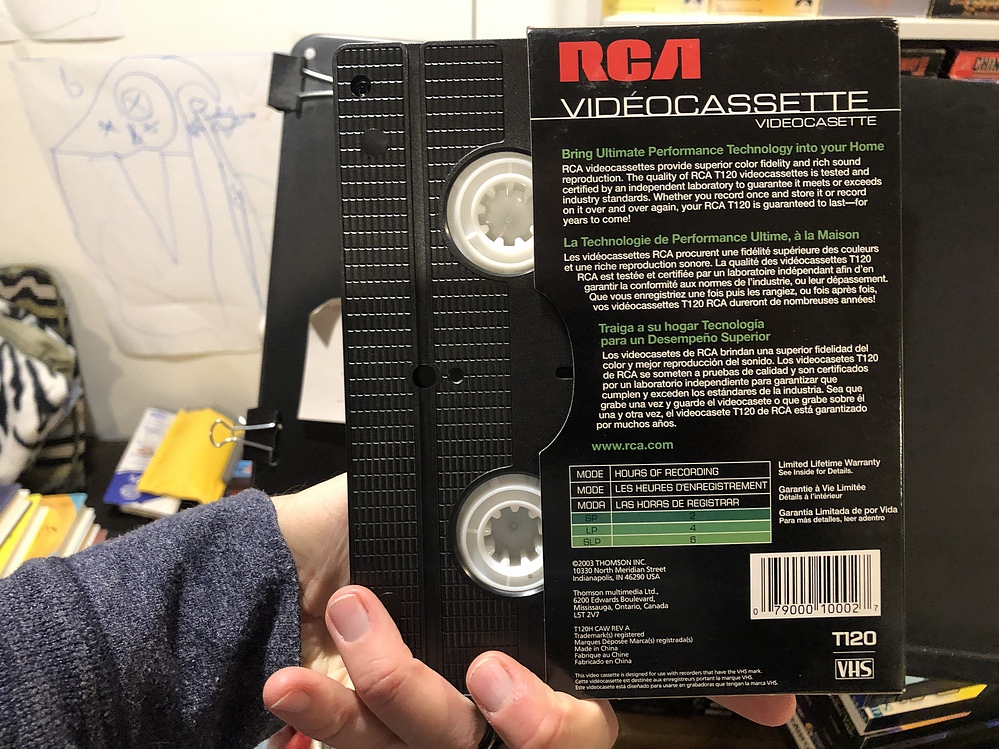 RCA
VIDÉOCASSETTE
VIDEOCASETTE
Bring Ultimate Performance Technology into your Home
RCA videocassettes provide superior color fidelity and rich sound
reproduction. The quality of RCA T120 videocassettes is tested and
certified by an independent laboratory to guarantee it meets or exceeds
industry standards. Whether you record once and store it or record
on it over and over again, your RCA T120 is guaranteed to last—for
years to come!
La Technologie de Performance Ultime, à la Maison
Les vidéocassettes RCA procurent une fidélité supérieure des couleurs
et une riche reproduction sonore. La qualité des vidéocassettes T120
RCA est testée et certifiée par un laboratoire indépendant afin d'en
garantir la conformité aux normes de l'industrie, ou leur dépassement.
Que vous enregistriez une fois puis les rangiez, ou fois après fois,
vos vidéocassettes T120 RCA dureront de nombreuses années!
Traiga a su hogar Tecnología
para un Desempeño Superior
Los videocasetes de RCA brindan una superior fidelidad del
color y mejor reproducción del sonido. Los videocasetes T120
de RCA se someten a pruebas de calidad y son certificados
por un laboratorio independiente para garantizar que
cumplen y exceden los estándares de la industria. Sea que
grabe una vez y guarde el videocasete o que grabe sobre él
una y otra vez, el videocasete T120 de RCA está garantizado
por muchos años.
www.rca.com
MODE HOURS OF RECORDING
MODE LES HEURES D'ENREGISTREMENT
MODA LAS HORAS DE REGISTRAR
SP 2
LP 4
SLP 6
Limited Lifetime Warranty
See Inside for Details.
Garantie à Vie Limitée
Détails à l'intérieur
Garantía Limitada de por Vida
Para más detalles, leer adentro
©2003 THOMSON INC.
10330 North Meridian Street
Indianapolis, IN 46290 USA
Thomson multimedia Ltd.,
6200 Edwards Boulevard,
Mississauga, Ontario, Canada
L5T 2V7
T120H CAW REV A
Trademark(s) registered
Marques Déposée Marca(s) registrada(s)
Made in China
Fabrique au Chine
Fabricado en China
0 79000 10002 7
T120
VHS
This video cassette is designed for use with recorders that have the VHS mark.
Cette vidéocassette est destinée aux enregistreurs portant la marque VHS.
Este videocasete está diseñado para usarse en grabadoras que tengan la marca VHS.